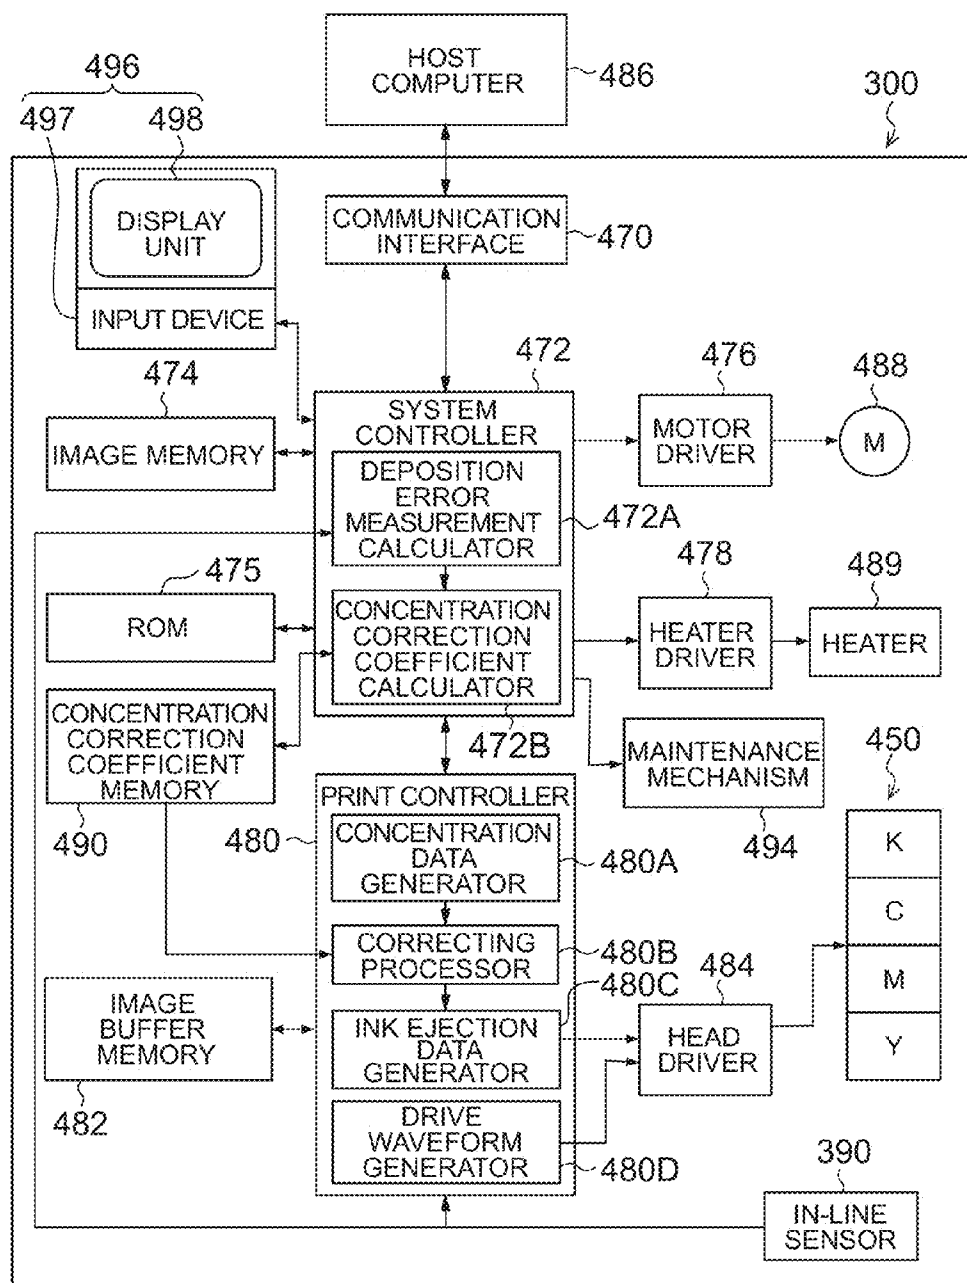 HOST
COMPUTER
486
496
497
498
300
DISPLAY
UNIT
COMMUNICATION
INTERFACE
470
INPUT DEVICE
474
472
476
488
IMAGE MEMORY
SYSTEM
CONTROLLER
MOTOR
DRIVER
M
DEPOSITION
ERROR
MEASUREMENT
CALCULATOR
472A
475
478
489
ROM
CONCENTRATION
CORRECTION
COEFFICIENT
CALCULATOR
HEATER
DRIVER
HEATER
CONCENTRATION
CORRECTION
COEFFICIENT
MEMORY
472B
MAINTENANCE
MECHANISM
450
490
480
PRINT CONTROLLER
494
CONCENTRATION
DATA
GENERATOR
480A
K
C
M
Y
CORRECTING
PROCESSOR
480B
480C
484
IMAGE
BUFFER
MEMORY
INK EJECTION
DATA
GENERATOR
HEAD
DRIVER
482
DRIVE
WAVEFORM
GENERATOR
480D
390
IN-LINE
SENSOR